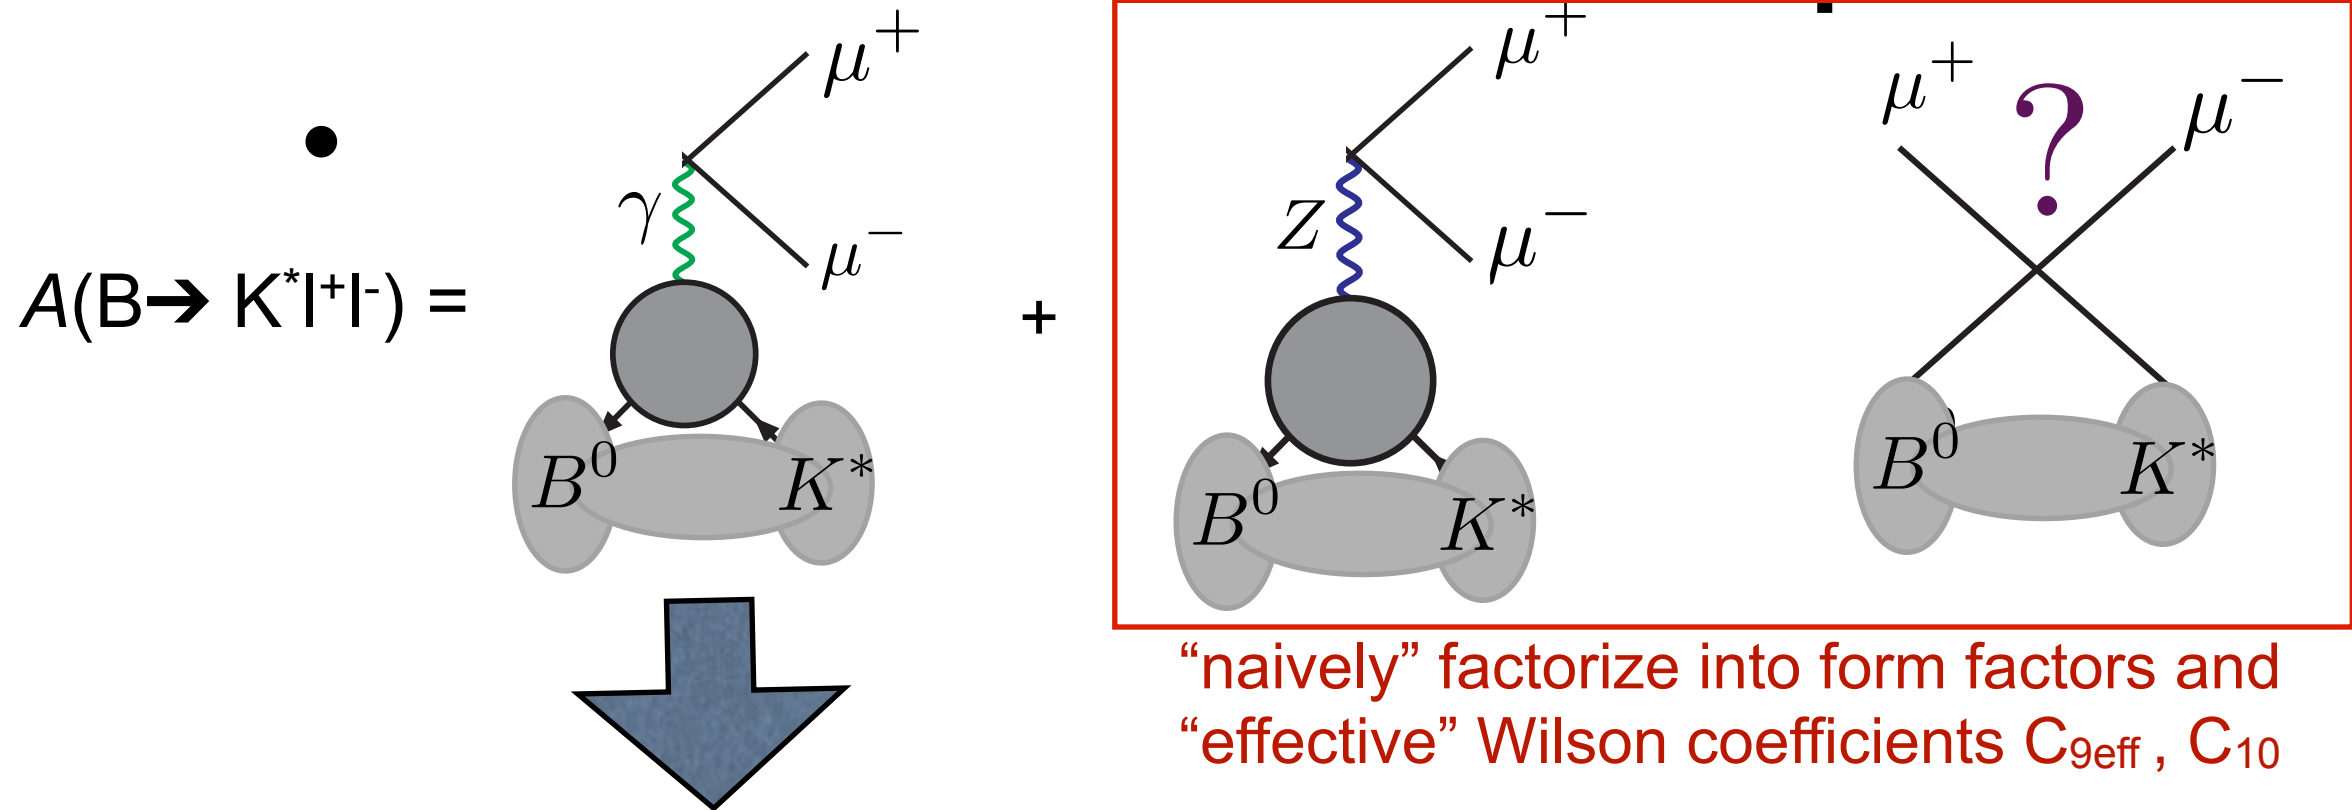 μ⁺
μ⁺
μ⁺
?
μ⁻
γ
Z
μ⁻
μ⁻
A(B➔ K*l⁺l⁻) =
+
B⁰
K*
B⁰
K*
B⁰
K*
“naively” factorize into form factors and
“effective” Wilson coefficients C₉eff , C₁₀